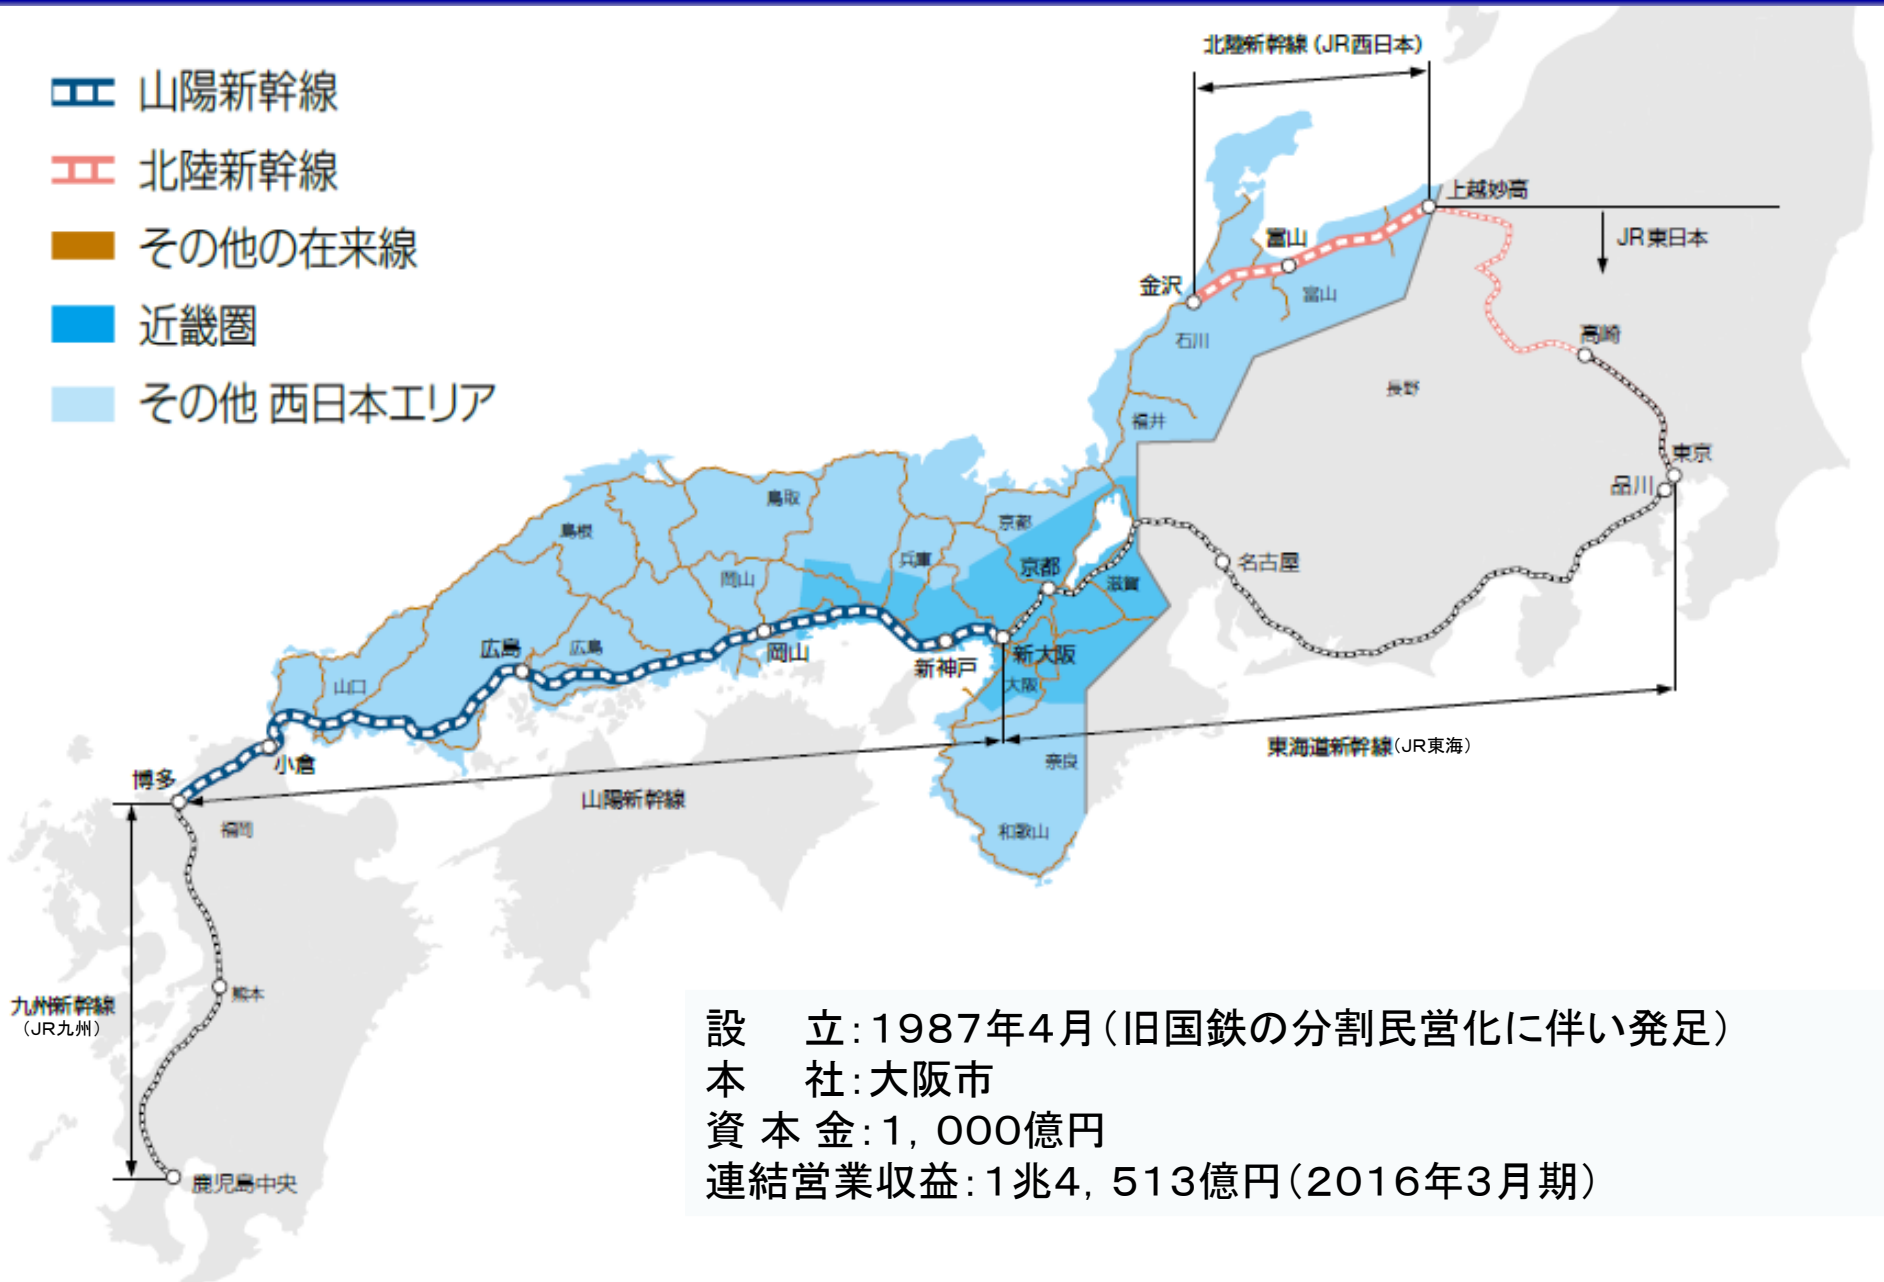 北陸新幹線(JR西日本)
山陽新幹線
北陸新幹線
その他の在来線
近畿圏
その他 西日本エリア
上越妙高
JR東日本
富山
金沢
富山
石川
高崎
長野
福井
東京
品川
鳥取
島根
京都
兵庫
京都
名古屋
岡山
滋賀
広島
広島
岡山
新神戸
新大阪
大阪
山口
東海道新幹線(JR東海)
奈良
小倉
博多
山陽新幹線
福岡
和歌山
熊本
九州新幹線
(JR九州)
鹿児島中央
設 立:1987年4月(旧国鉄の分割民営化に伴い発足)
本 社:大阪市
資 本 金:1,000億円
連結営業収益:1兆4,513億円(2016年3月期)